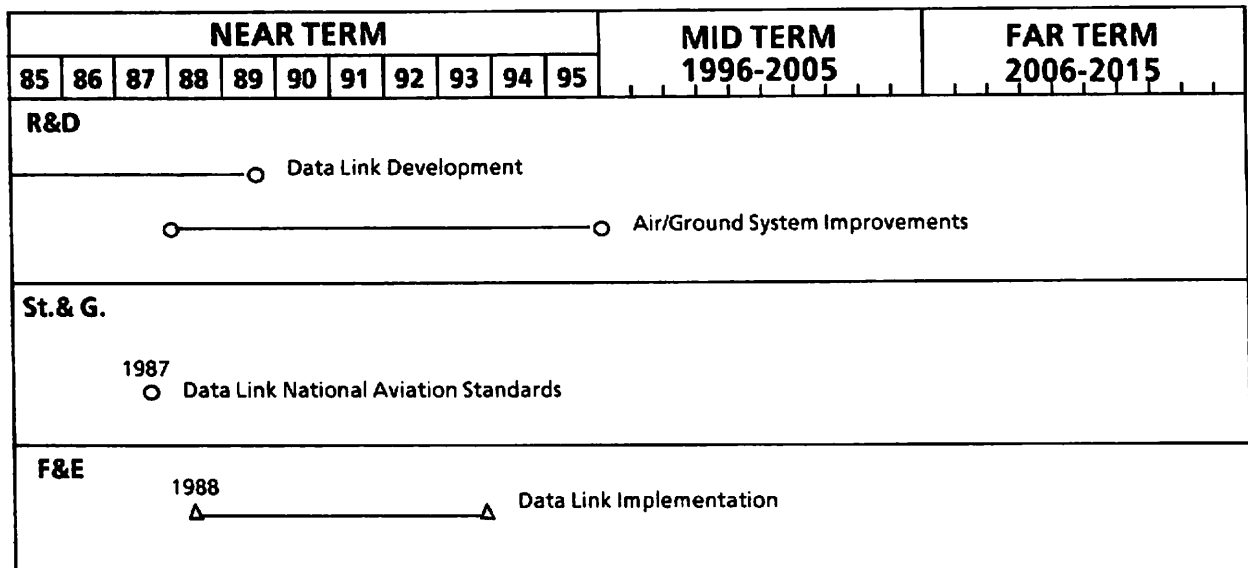 NEAR TERM
MID TERM
FAR TERM
85 86 87 88 89 90 91 92 93 94 95
1996-2005
2006-2015
R&D
Data Link Development
Air/Ground System Improvements
St.& G.
1987
Data Link National Aviation Standards
F&E
1988
Data Link Implementation